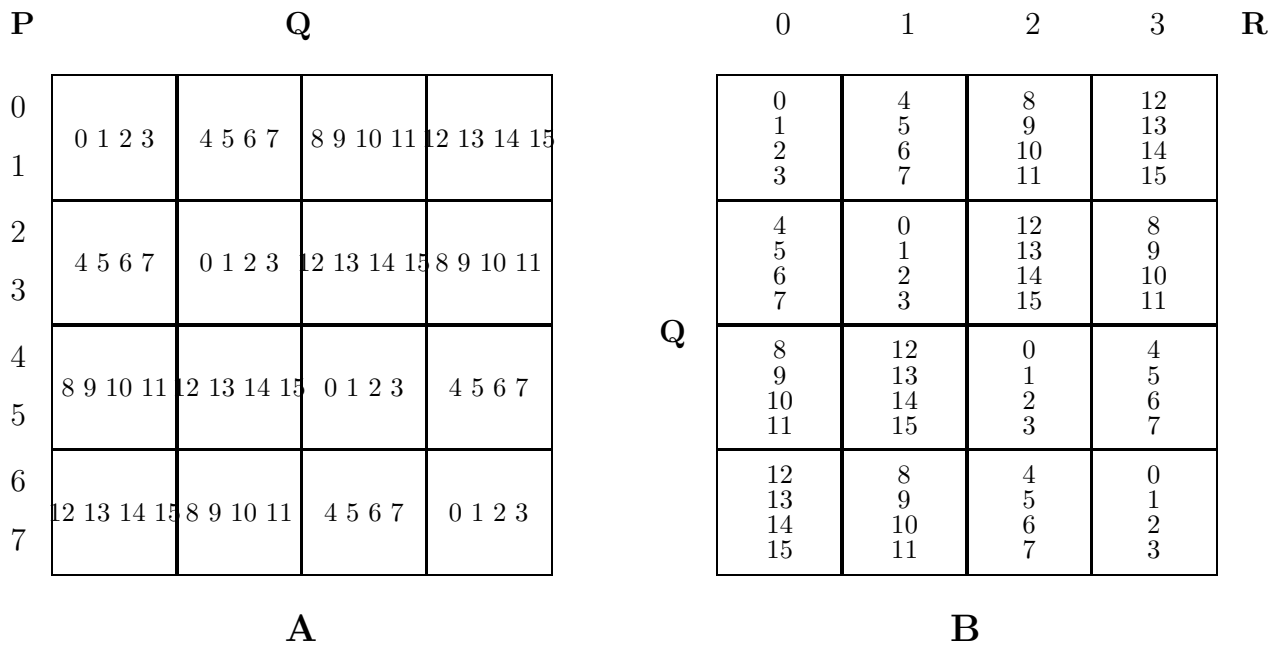 P Q 0 1 2 3 R
0
1
0 1 2 3 4 5 6 7 8 9 10 11 12 13 14 15
2
3
4 5 6 7 0 1 2 3 12 13 14 15 8 9 10 11
4
5
8 9 10 11 12 13 14 15 0 1 2 3 4 5 6 7
6
7
12 13 14 15 8 9 10 11 4 5 6 7 0 1 2 3
A
Q
0 4 8 12
1 5 9 13
2 6 10 14
3 7 11 15
4 0 12 8
5 1 13 9
6 2 14 10
7 3 15 11
8 12 0 4
9 13 1 5
10 14 2 6
11 15 3 7
12 8 4 0
13 9 5 1
14 10 6 2
15 11 7 3
B